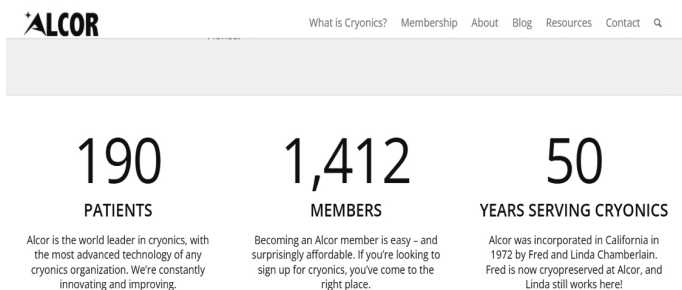 ALCOR
What is Cryonics? Membership About Blog Resources Contact
190
PATIENTS
Alcor is the world leader in cryonics, with
the most advanced technology of any
cryonics organization. We're constantly
innovating and improving.
1,412
MEMBERS
Becoming an Alcor member is easy – and
surprisingly affordable. If you're looking to
sign up for cryonics, you've come to the
right place.
50
YEARS SERVING CRYONICS
Alcor was incorporated in California in
1972 by Fred and Linda Chamberlain.
Fred is now cryopreserved at Alcor, and
Linda still works here!